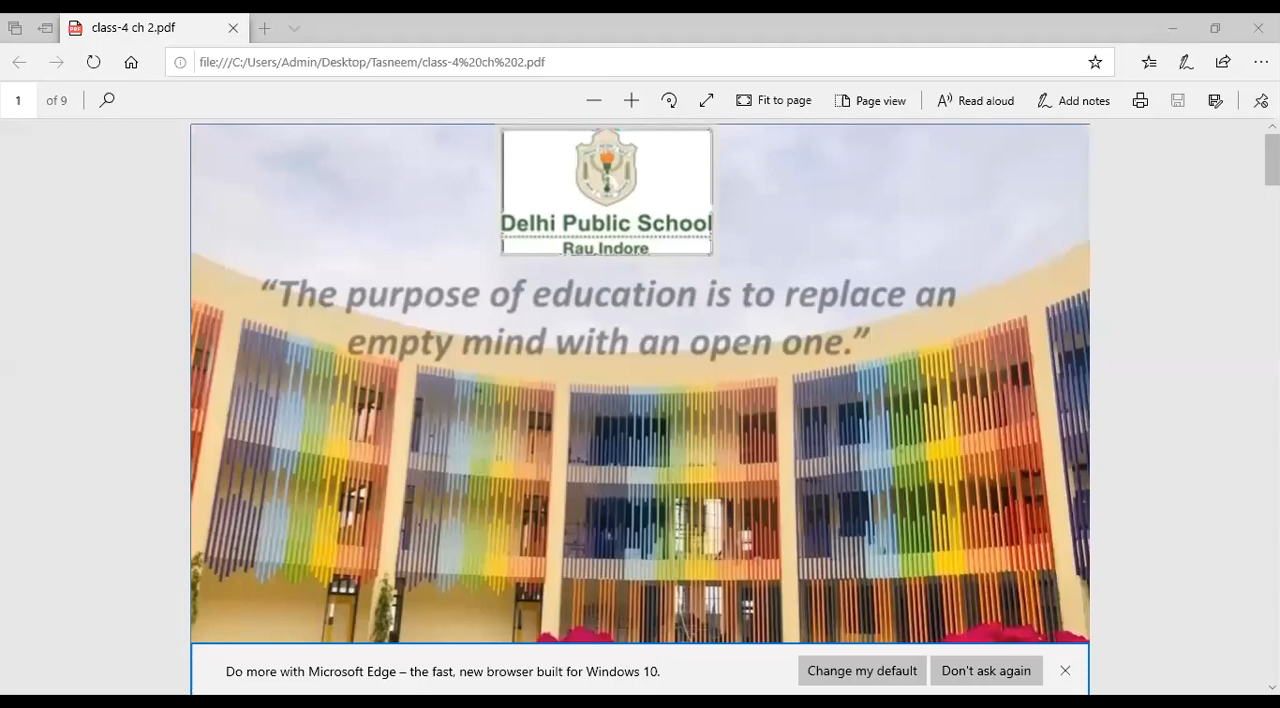 class-4 ch 2.pdf
file:///C:/Users/Admin/Desktop/Tasneem/class-4%20ch%202.pdf
1 of 9 Fit to page Page view Read aloud Add notes
Delhi Public School
Rau Indore
“The purpose of education is to replace an
empty mind with an open one.”
Do more with Microsoft Edge – the fast, new browser built for Windows 10. Change my default Don't ask again